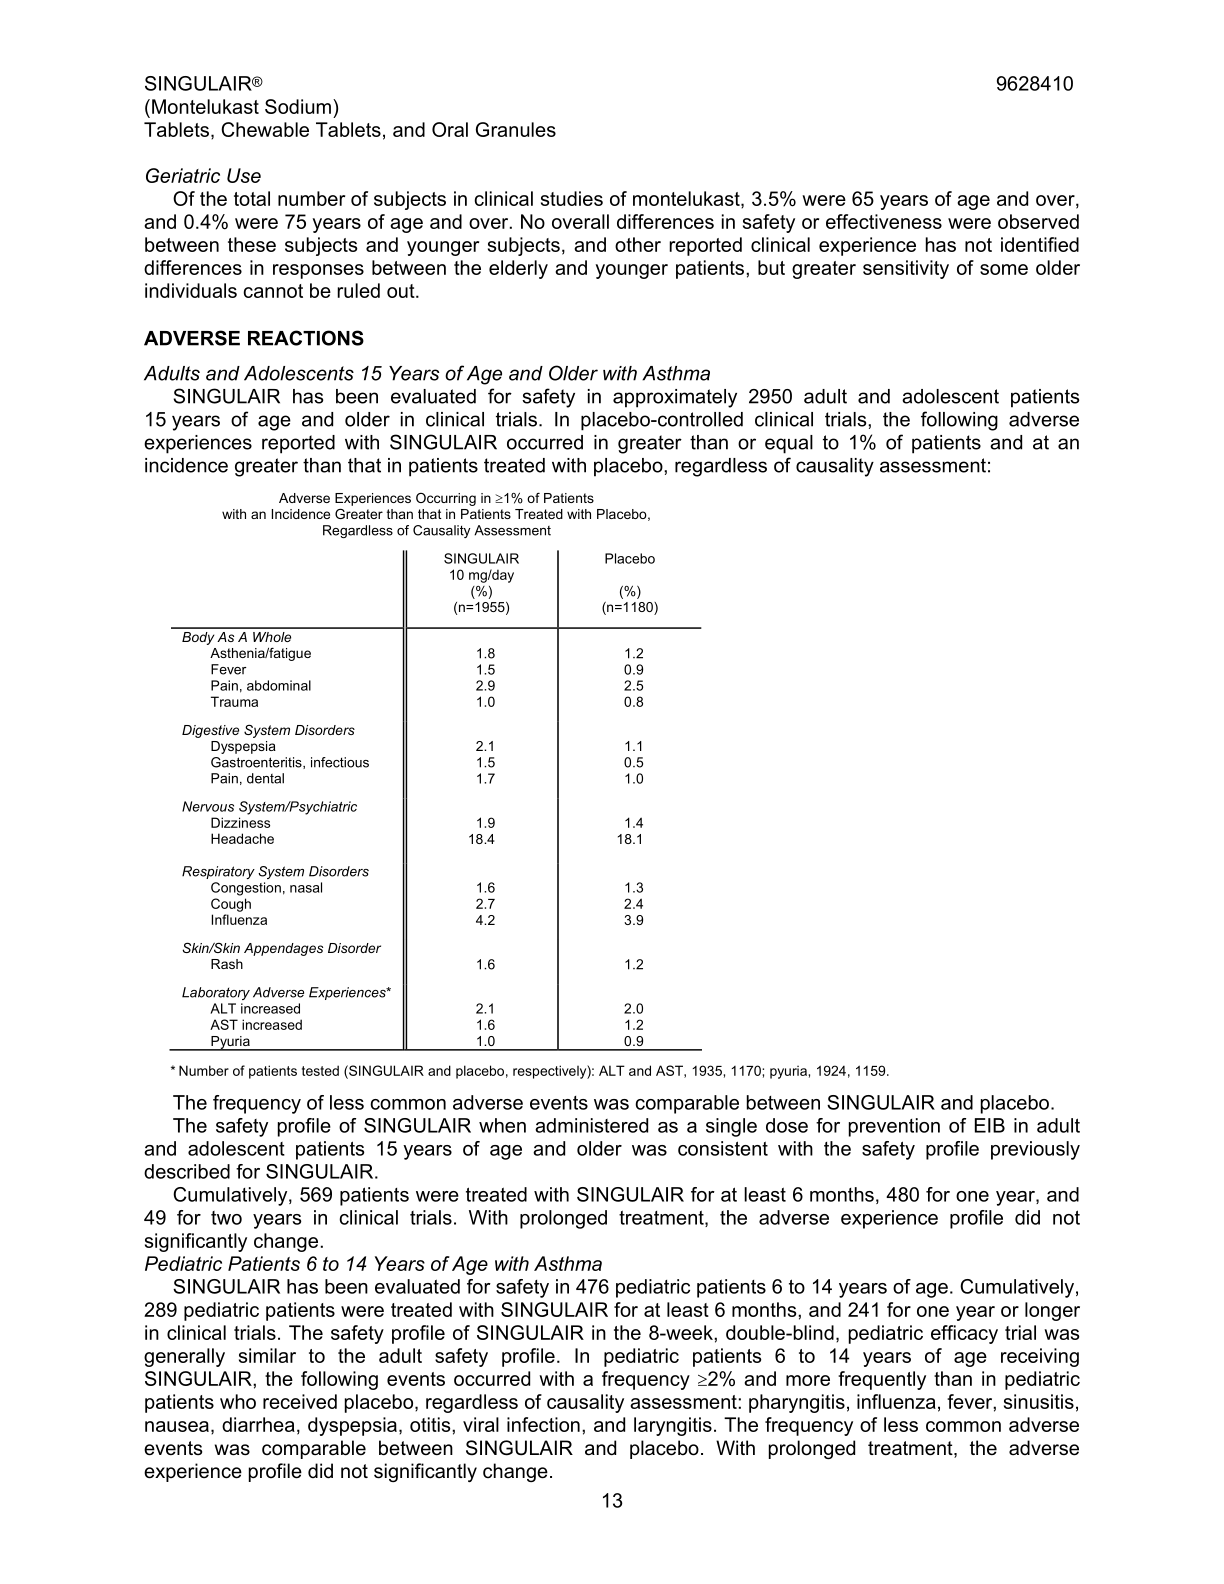 SINGULAIR® 9628410
(Montelukast Sodium)
Tablets, Chewable Tablets, and Oral Granules
Geriatric Use
Of the total number of subjects in clinical studies of montelukast, 3.5% were 65 years of age and over,
and 0.4% were 75 years of age and over. No overall differences in safety or effectiveness were observed
between these subjects and younger subjects, and other reported clinical experience has not identified
differences in responses between the elderly and younger patients, but greater sensitivity of some older
individuals cannot be ruled out.
ADVERSE REACTIONS
Adults and Adolescents 15 Years of Age and Older with Asthma
SINGULAIR has been evaluated for safety in approximately 2950 adult and adolescent patients
15 years of age and older in clinical trials. In placebo-controlled clinical trials, the following adverse
experiences reported with SINGULAIR occurred in greater than or equal to 1% of patients and at an
incidence greater than that in patients treated with placebo, regardless of causality assessment:
Adverse Experiences Occurring in ≥1% of Patients
with an Incidence Greater than that in Patients Treated with Placebo,
Regardless of Causality Assessment
SINGULAIR Placebo
10 mg/day
(%) (%)
(n=1955) (n=1180)
Body As A Whole
Asthenia/fatigue 1.8 1.2
Fever 1.5 0.9
Pain, abdominal 2.9 2.5
Trauma 1.0 0.8
Digestive System Disorders
Dyspepsia 2.1 1.1
Gastroenteritis, infectious 1.5 0.5
Pain, dental 1.7 1.0
Nervous System/Psychiatric
Dizziness 1.9 1.4
Headache 18.4 18.1
Respiratory System Disorders
Congestion, nasal 1.6 1.3
Cough 2.7 2.4
Influenza 4.2 3.9
Skin/Skin Appendages Disorder
Rash 1.6 1.2
Laboratory Adverse Experiences*
ALT increased 2.1 2.0
AST increased 1.6 1.2
Pyuria 1.0 0.9
* Number of patients tested (SINGULAIR and placebo, respectively): ALT and AST, 1935, 1170; pyuria, 1924, 1159.
The frequency of less common adverse events was comparable between SINGULAIR and placebo.
The safety profile of SINGULAIR when administered as a single dose for prevention of EIB in adult
and adolescent patients 15 years of age and older was consistent with the safety profile previously
described for SINGULAIR.
Cumulatively, 569 patients were treated with SINGULAIR for at least 6 months, 480 for one year, and
49 for two years in clinical trials. With prolonged treatment, the adverse experience profile did not
significantly change.
Pediatric Patients 6 to 14 Years of Age with Asthma
SINGULAIR has been evaluated for safety in 476 pediatric patients 6 to 14 years of age. Cumulatively,
289 pediatric patients were treated with SINGULAIR for at least 6 months, and 241 for one year or longer
in clinical trials. The safety profile of SINGULAIR in the 8-week, double-blind, pediatric efficacy trial was
generally similar to the adult safety profile. In pediatric patients 6 to 14 years of age receiving
SINGULAIR, the following events occurred with a frequency ≥2% and more frequently than in pediatric
patients who received placebo, regardless of causality assessment: pharyngitis, influenza, fever, sinusitis,
nausea, diarrhea, dyspepsia, otitis, viral infection, and laryngitis. The frequency of less common adverse
events was comparable between SINGULAIR and placebo. With prolonged treatment, the adverse
experience profile did not significantly change.
13